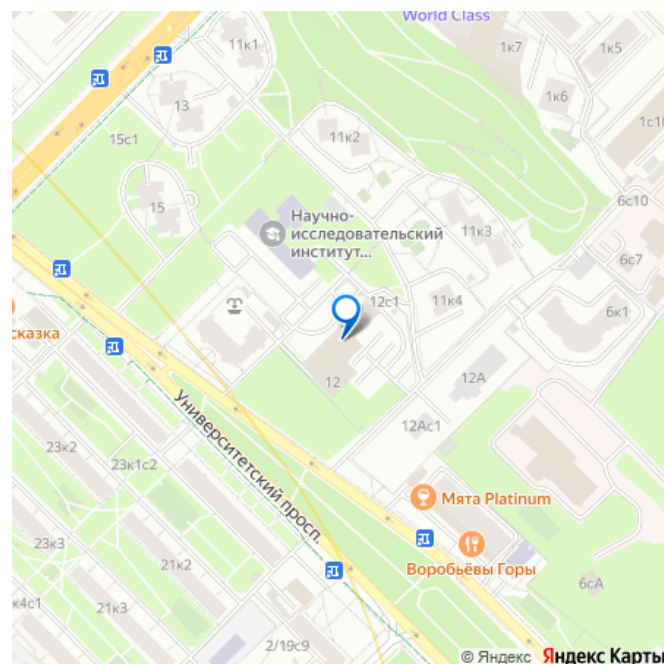 World Class
11к1
1к7
1к5
13
1к6
15с1
11к2
1с10
15
6с10
Научно-
исследовательский
институт...
11к3
6с7
12с1
11к4
6к1
сказка
12А
12
Университетский просп.
12Ас1
23к2
23к1с2
Мята Platinum
23к3
Воробьёвы Горы
21к2
6сА
к4с1
21к3
2/19с9
© Яндекс Яндекс Карты